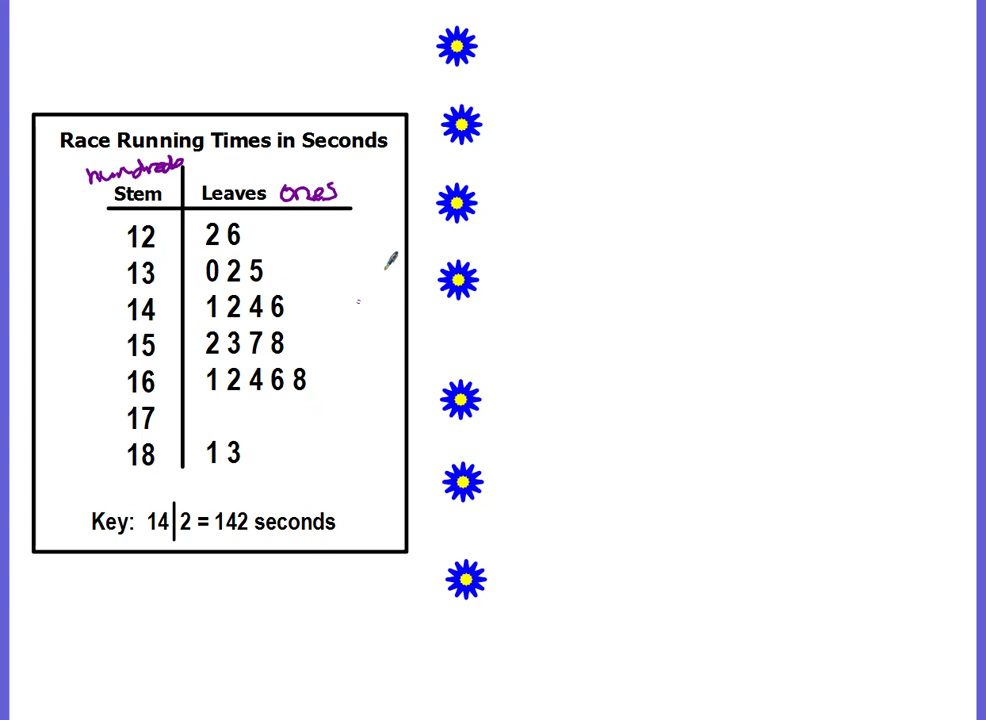 Race Running Times in Seconds
hundreds
Stem Leaves ones
12 2 6
13 0 2 5
14 1 2 4 6
15 2 3 7 8
16 1 2 4 6 8
17
18 1 3
Key: 14|2 = 142 seconds